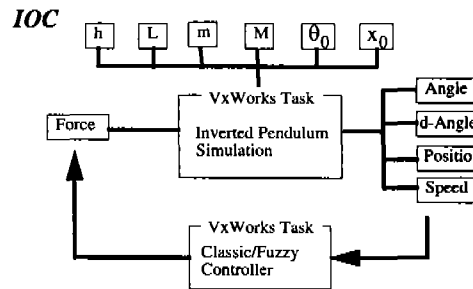 IOC
h L m M θ0 x0
VxWorks Task
Inverted Pendulum
Simulation
Force
Angle
d-Angle
Positio
Speed
VxWorks Task
Classic/Fuzzy
Controller